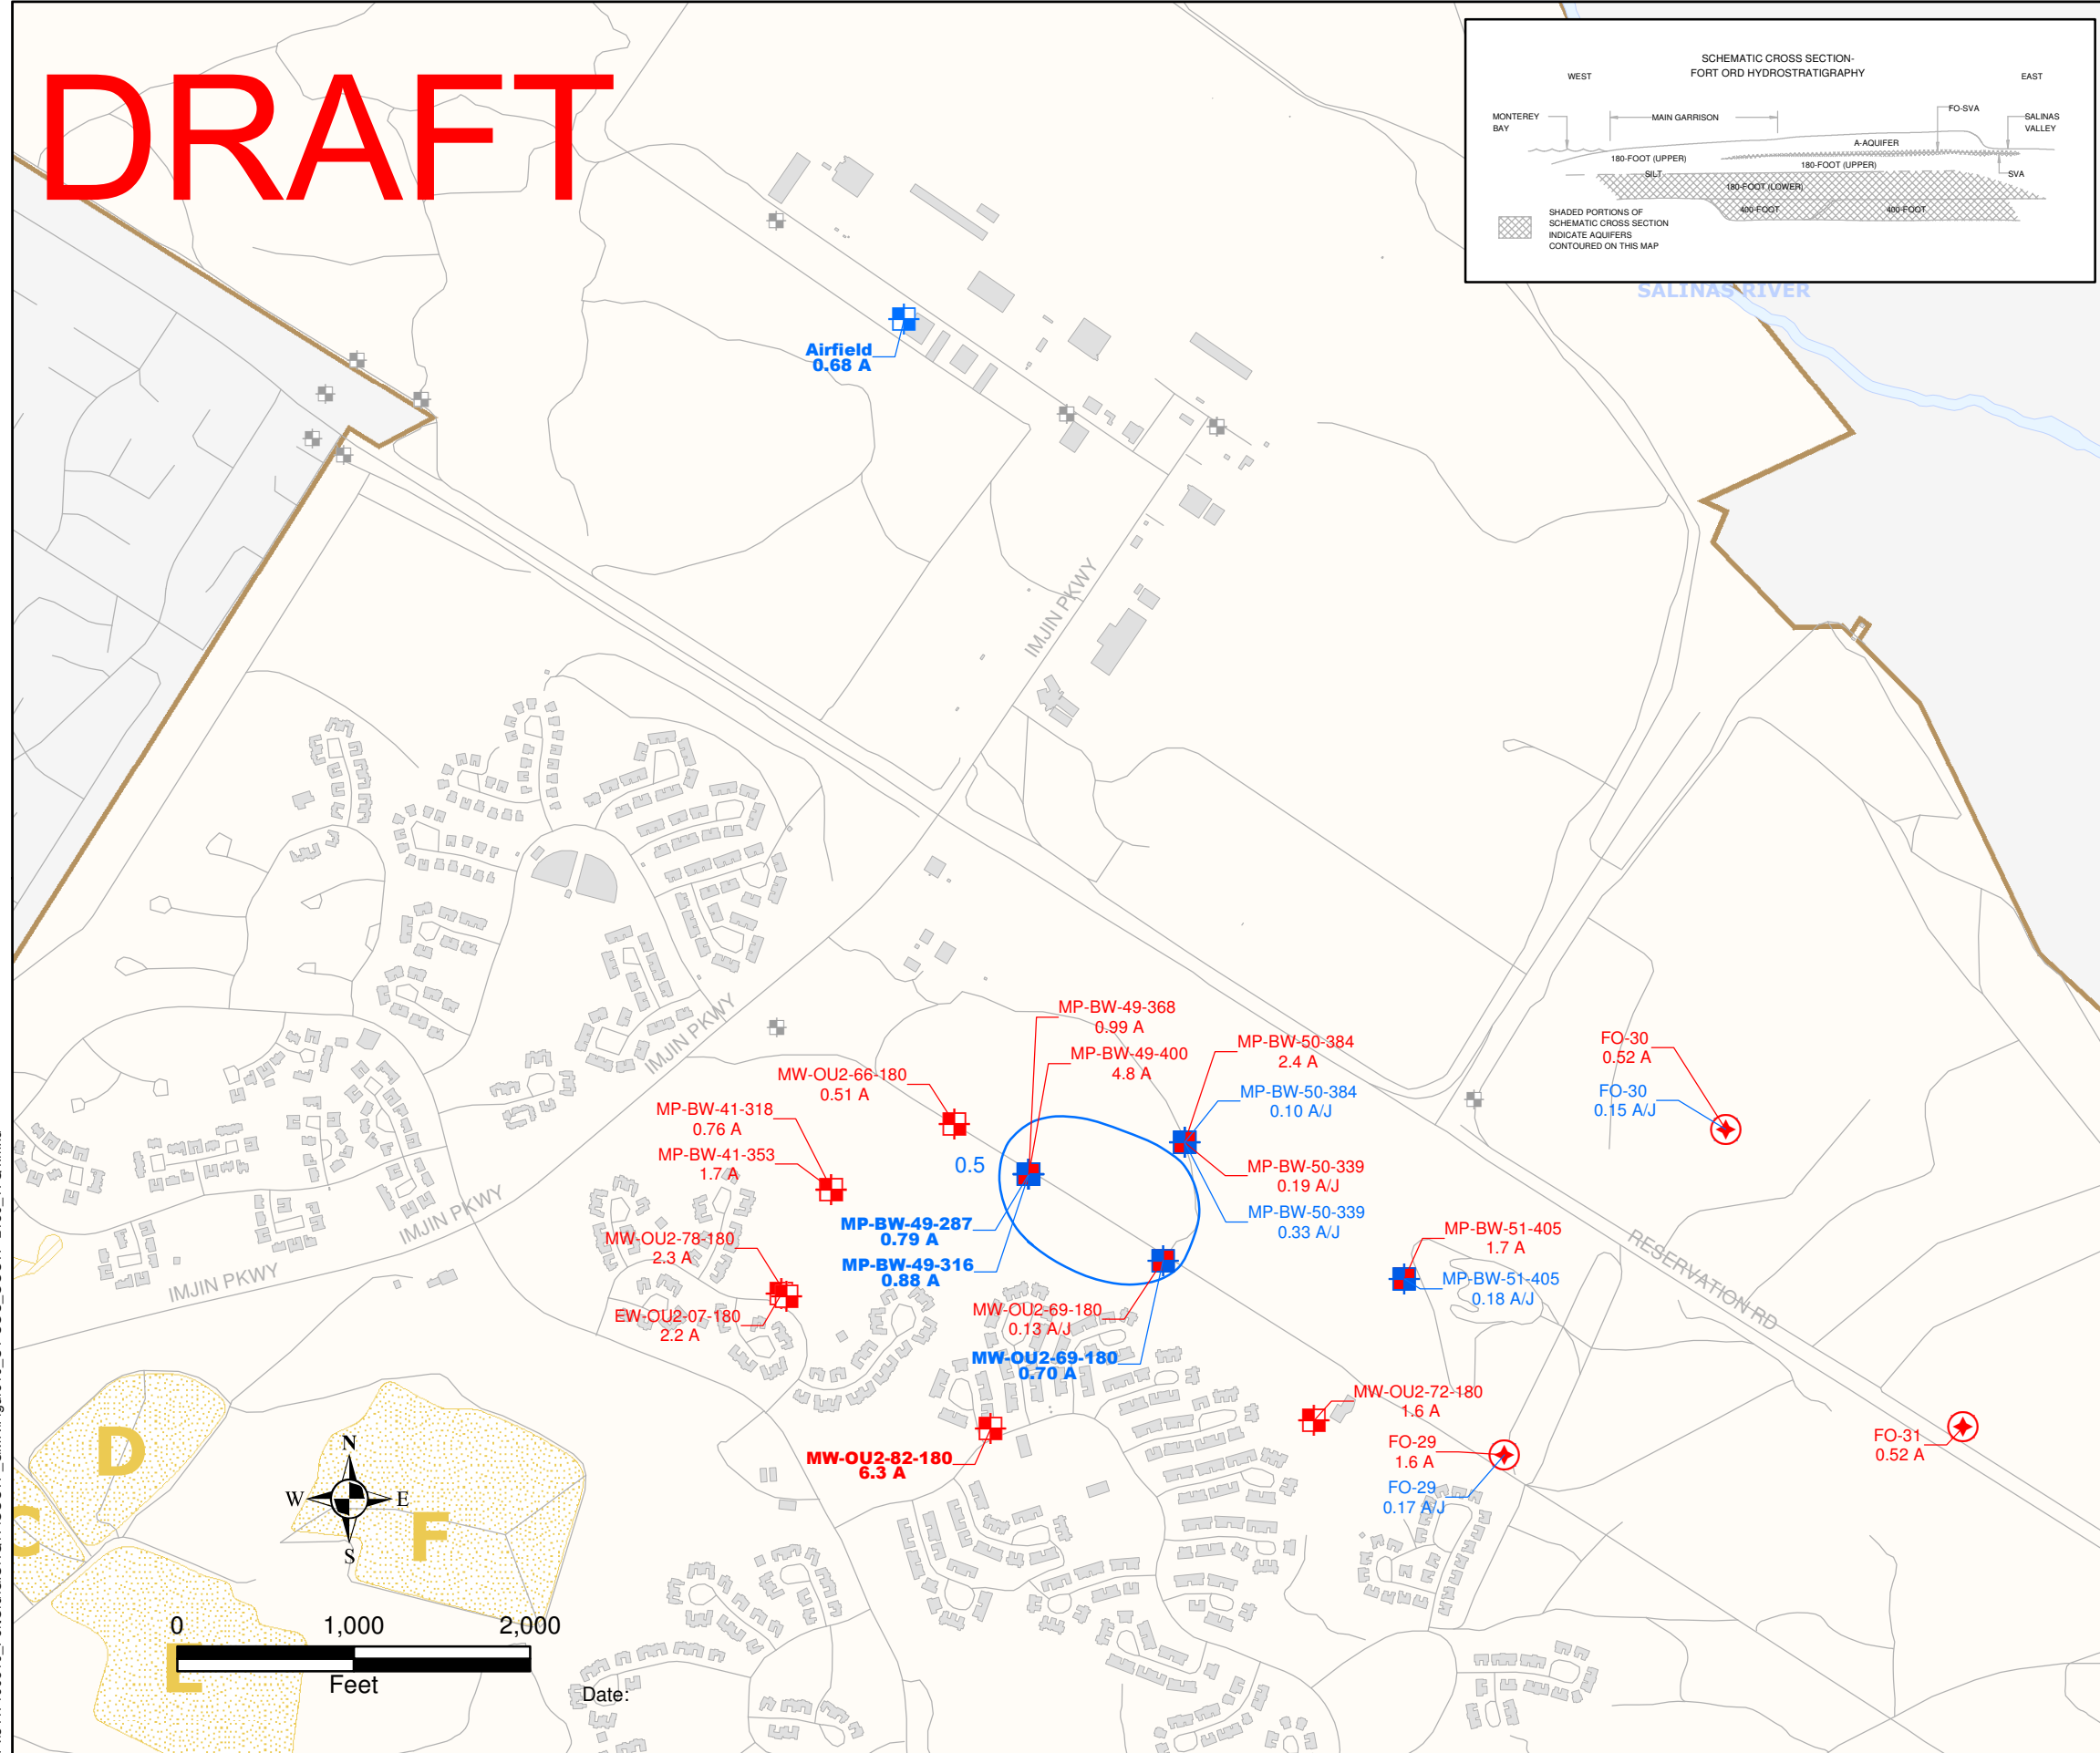 DRAFT
SCHEMATIC CROSS SECTION-
FORT ORD HYDROSTRATIGRAPHY
WEST
EAST
MONTEREY
BAY
MAIN GARRISON
FO-SVA
SALINAS
VALLEY
A-AQUIFER
180-FOOT (UPPER)
180-FOOT (UPPER)
SILT
SVA
180-FOOT (LOWER)
400-FOOT
400-FOOT
SHADED PORTIONS OF
SCHEMATIC CROSS SECTION
INDICATE AQUIFERS
CONTOURED ON THIS MAP
SALINAS RIVER
Airfield
0.68 A
IMJIN PKWY
IMJIN PKWY
IMJIN PKWY
IMJIN PKWY
RESERVATION RD
MP-BW-49-368
0.99 A
MP-BW-49-400
4.8 A
MP-BW-50-384
2.4 A
MP-BW-50-384
0.10 A/J
MP-BW-50-339
0.19 A/J
MP-BW-50-339
0.33 A/J
FO-30
0.52 A
FO-30
0.15 A/J
MW-OU2-66-180
0.51 A
MP-BW-41-318
0.76 A
MP-BW-41-353
1.7 A
0.5
MP-BW-49-287
0.79 A
MP-BW-49-316
0.88 A
MW-OU2-78-180
2.3 A
EW-OU2-07-180
2.2 A
MW-OU2-69-180
0.13 A/J
MW-OU2-69-180
0.70 A
MP-BW-51-405
1.7 A
MP-BW-51-405
0.18 A/J
MW-OU2-72-180
1.6 A
FO-29
1.6 A
FO-29
0.17 A/J
FO-31
0.52 A
MW-OU2-82-180
6.3 A
D
C
F
E
N
W
E
S
0
1,000
2,000
Feet
Date: